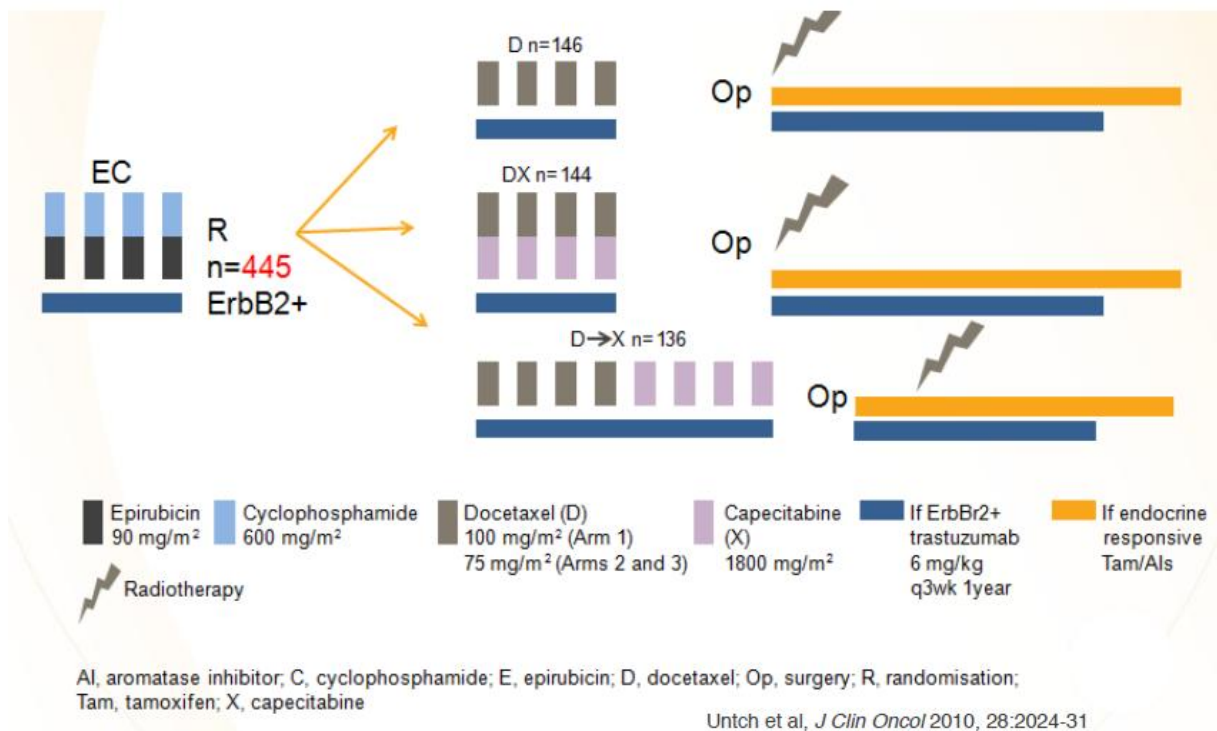 D n=146
Op
EC
DX n=144
R
n=445
ErbB2+
Op
D→X n=136
Op
Epirubicin
90 mg/m²
Cyclophosphamide
600 mg/m²
Docetaxel (D)
100 mg/m² (Arm 1)
75 mg/m² (Arms 2 and 3)
Capecitabine
(X)
1800 mg/m²
If ErbBr2+
trastuzumab
6 mg/kg
q3wk 1year
If endocrine
responsive
Tam/AIs
Radiotherapy
AI, aromatase inhibitor; C, cyclophosphamide; E, epirubicin; D, docetaxel; Op, surgery; R, randomisation;
Tam, tamoxifen; X, capecitabine
Untch et al, J Clin Oncol 2010, 28:2024-31